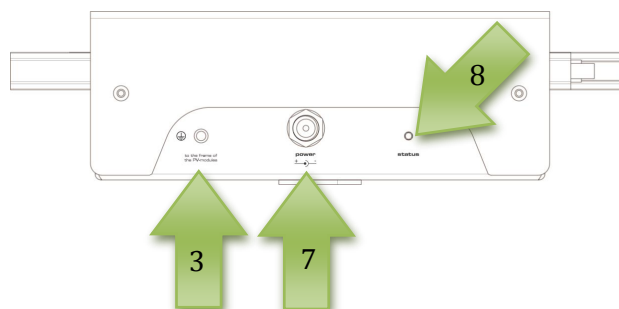 8
to the frame of
the PV-modules
power
status
3
7